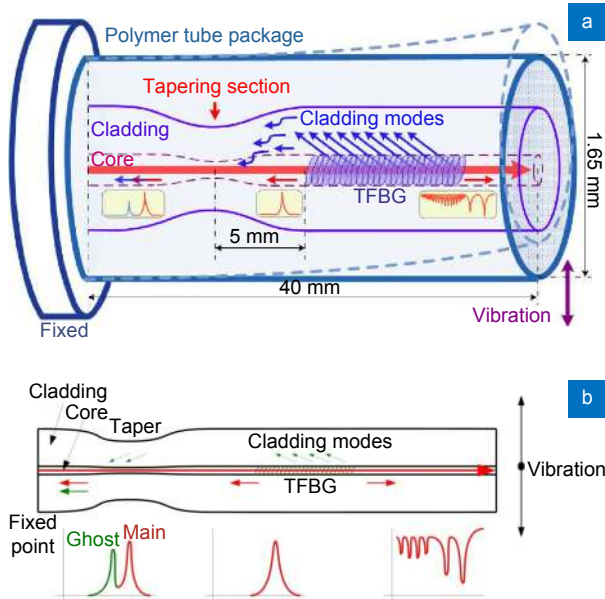 a
Polymer tube package
Tapering section
Cladding modes
Cladding
Core
TFBG
1.65 mm
5 mm
40 mm
Fixed
Vibration
b
Cladding
Core
Taper
Cladding modes
Vibration
TFBG
Fixed
point
Ghost
Main